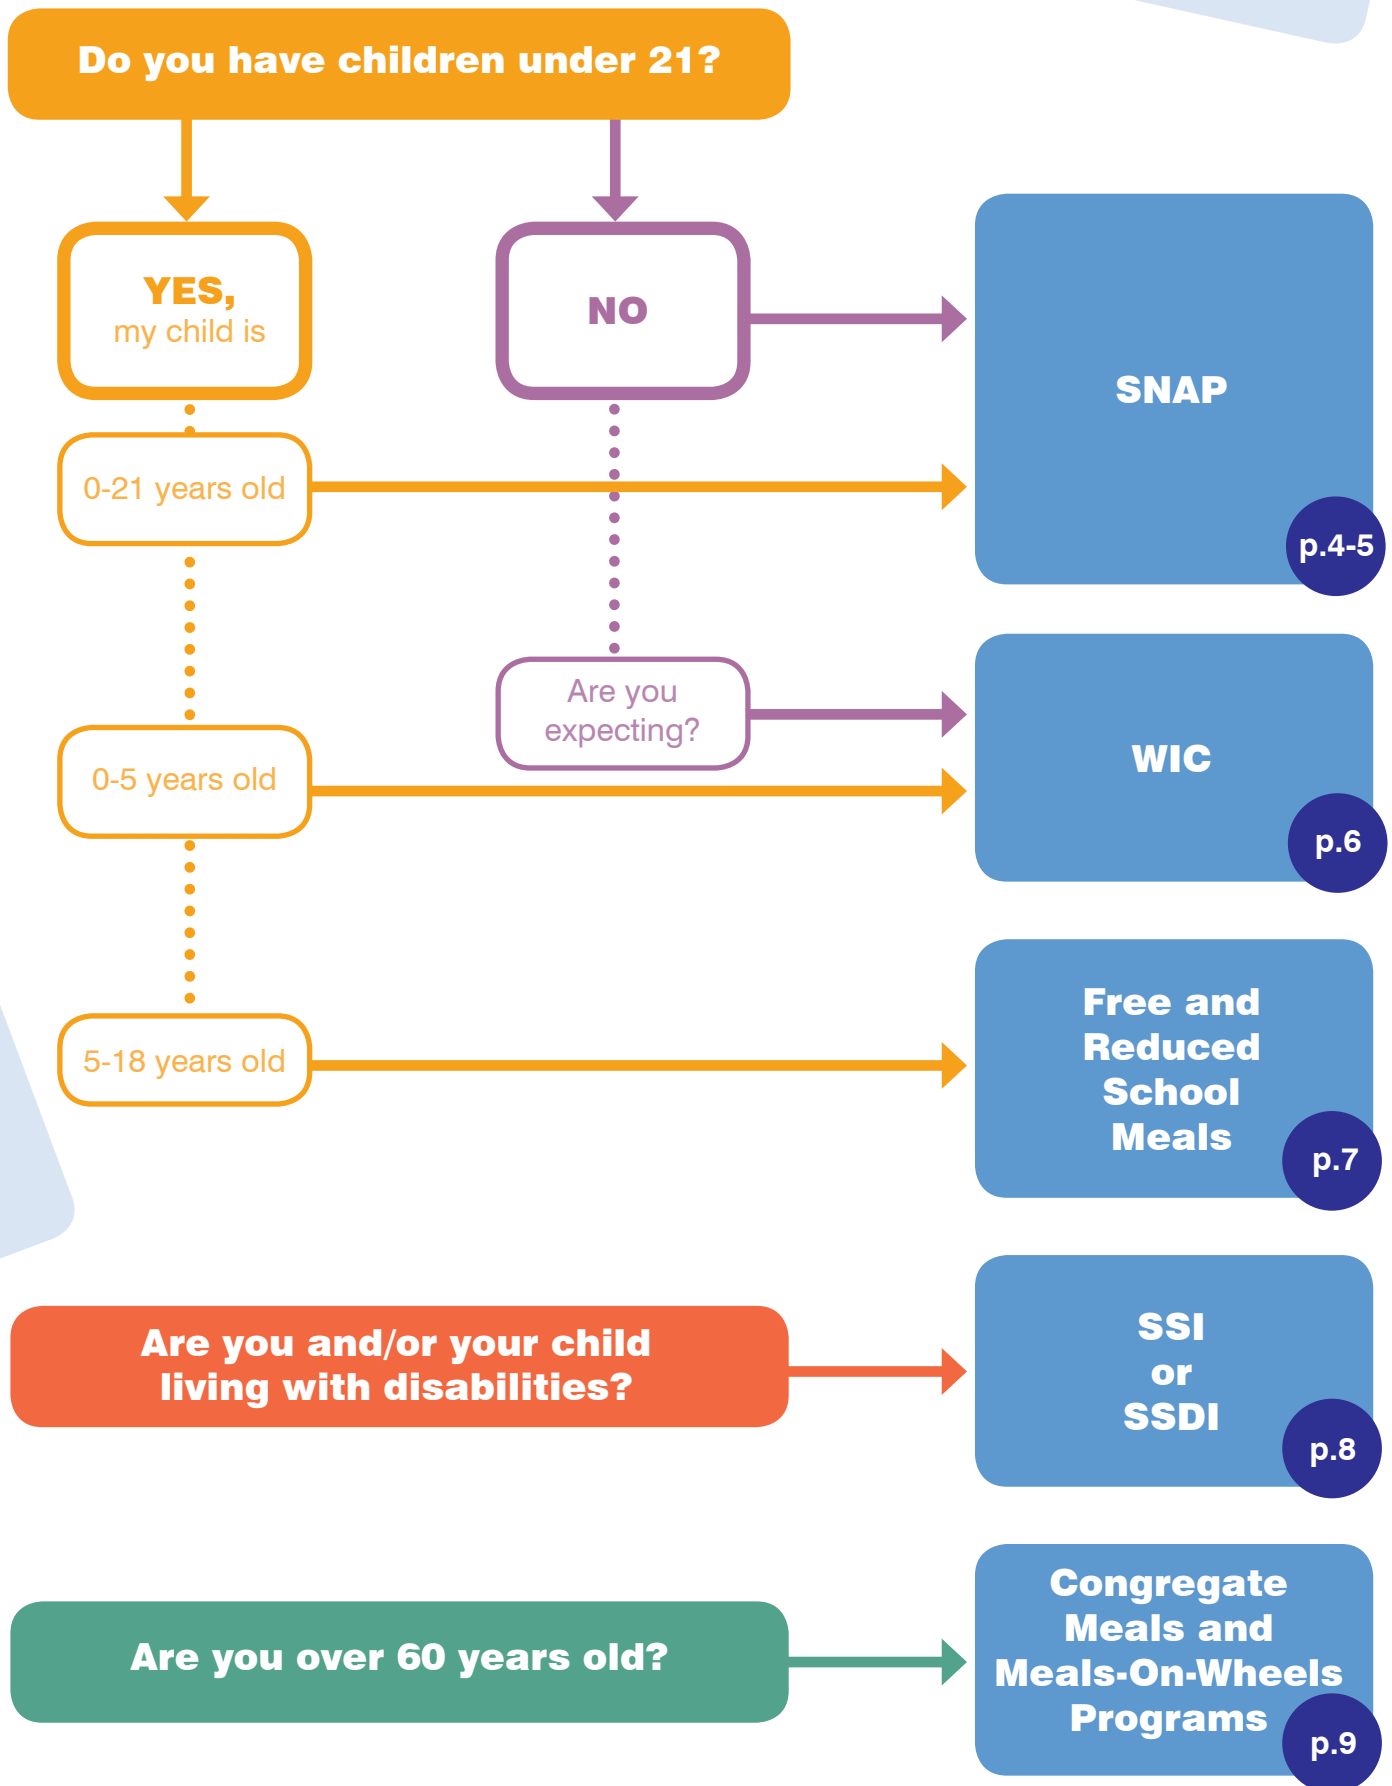 Do you have children under 21?
YES,
my child is
NO
SNAP
0-21 years old
p.4-5
Are you
expecting?
WIC
0-5 years old
p.6
Free and
Reduced
School
Meals
5-18 years old
p.7
Are you and/or your child
living with disabilities?
SSI
or
SSDI
p.8
Are you over 60 years old?
Congregate
Meals and
Meals-On-Wheels
Programs
p.9